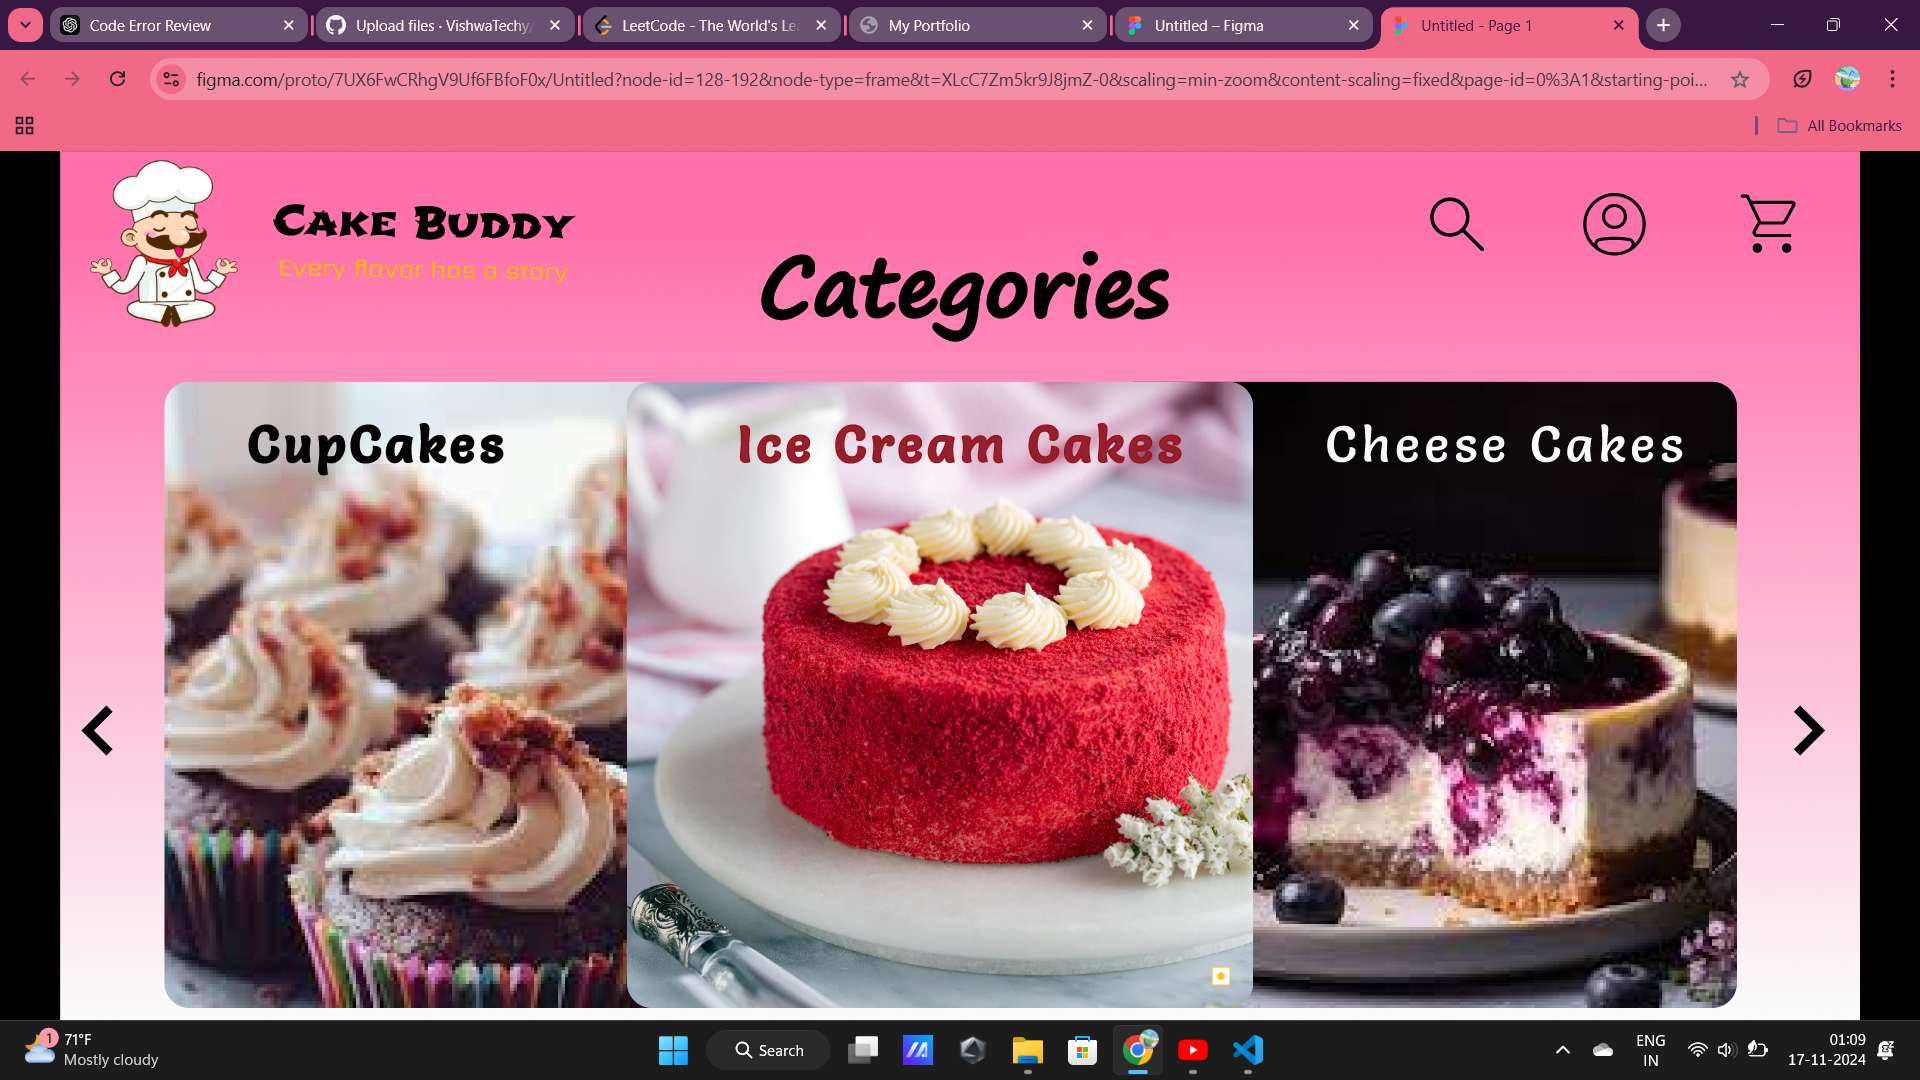 Code Error Review
Upload files · VishwaTechy/
LeetCode - The World's Lea
My Portfolio
Untitled – Figma
Untitled - Page 1
figma.com/proto/7UX6FwCRhgV9Uf6FBfoF0x/Untitled?node-id=128-192&node-type=frame&t=XLcC7Zm5kr9J8jmZ-0&scaling=min-zoom&content-scaling=fixed&page-id=0%3A1&starting-poi...
All Bookmarks
Cake Buddy
Every flavor has a story
Categories
CupCakes
Ice Cream Cakes
Cheese Cakes
1
71°F
Mostly cloudy
Search
ENG
IN
01:09
17-11-2024